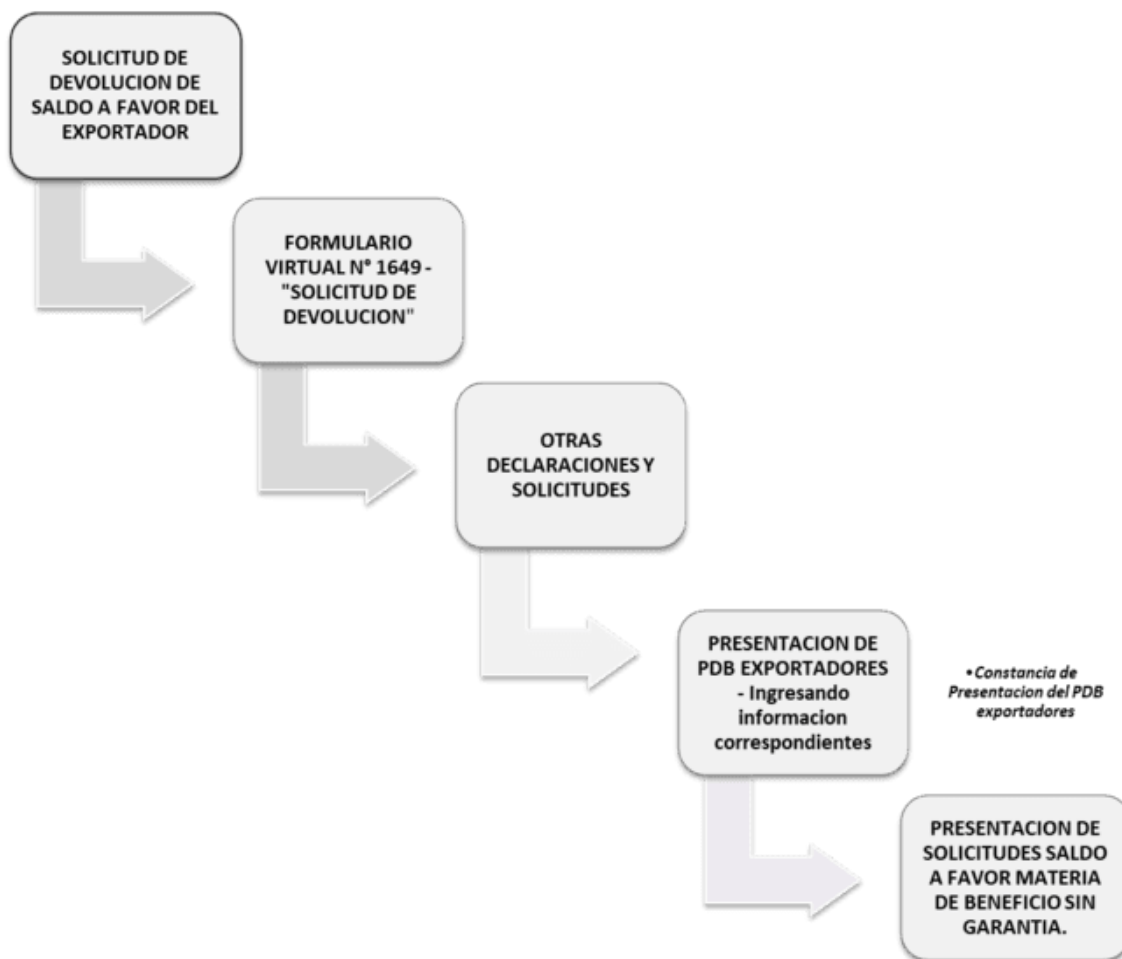 SOLICITUD DE
DEVOLUCION DE
SALDO A FAVOR DEL
EXPORTADOR
FORMULARIO
VIRTUAL N° 1649 -
"SOLICITUD DE
DEVOLUCION"
OTRAS
DECLARACIONES Y
SOLICITUDES
PRESENTACION DE
PDB EXPORTADORES
- Ingresando
informacion
correspondientes
•Constancia de
Presentacion del PDB
exportadores
PRESENTACION DE
SOLICITUDES SALDO
A FAVOR MATERIA
DE BENEFICIO SIN
GARANTIA.